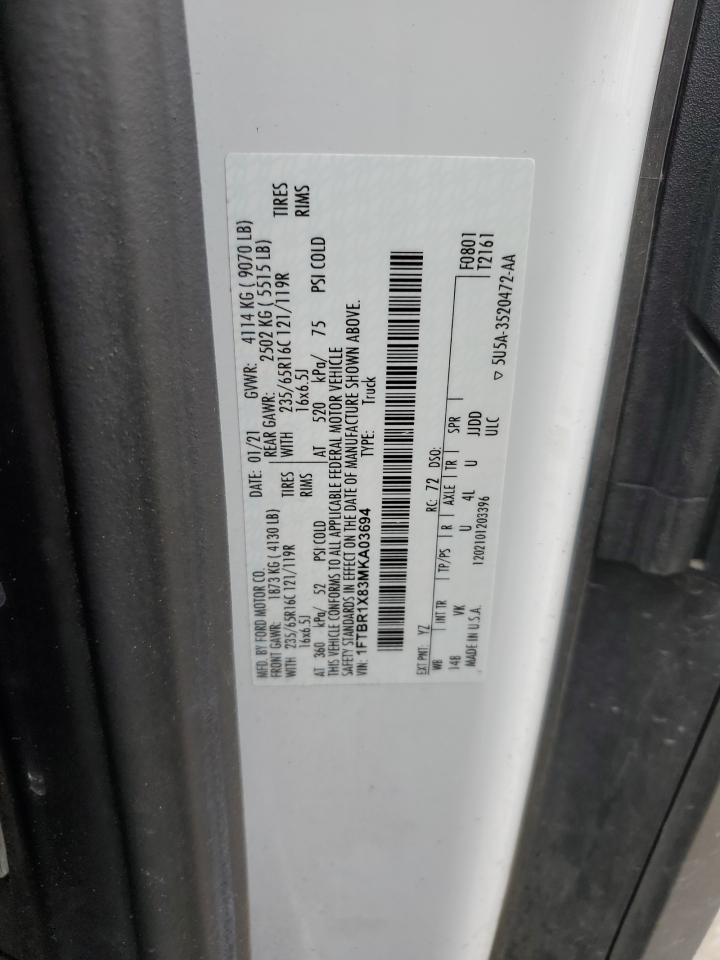 MFD. BY FORD MOTOR CO. DATE: 01/21 GVWR: 4114 KG ( 9070 LB)
FRONT GAWR: 1873 KG ( 4130 LB) REAR GAWR: 2502 KG ( 5515 LB)
WITH 235/65R16C 121/119R TIRES WITH 235/65R16C 121/119R TIRES
16x6.5J RIMS 16x6.5J RIMS
AT 360 kPa/ 52 PSI COLD AT 520 kPa/ 75 PSI COLD
THIS VEHICLE CONFORMS TO ALL APPLICABLE FEDERAL MOTOR VEHICLE
SAFETY STANDARDS IN EFFECT ON THE DATE OF MANUFACTURE SHOWN ABOVE.
VIN: 1FTBR1X83MKA03694 TYPE: Truck
EXT PNT: YZ RC: 72 DSO: F0801
WB INT TR TP/PS R AXLE TR SPR T2161
148 VK U 4L U JJDD
MADE IN U.S.A. 1202101203396 ULC
▽ 5U5A-3520472-AA